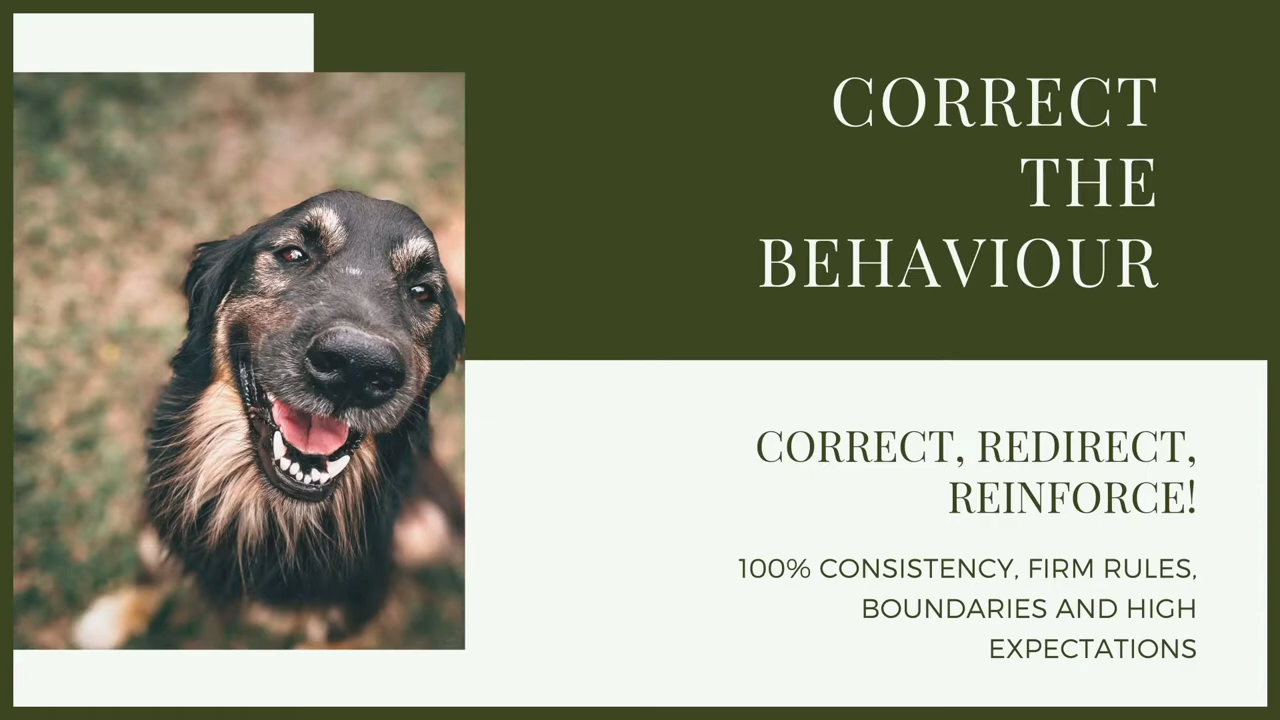 CORRECT
THE
BEHAVIOUR
CORRECT, REDIRECT,
REINFORCE!
100% CONSISTENCY, FIRM RULES,
BOUNDARIES AND HIGH
EXPECTATIONS